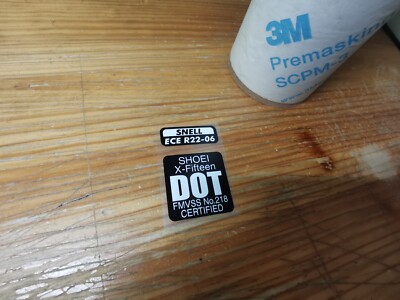 3M
Premaskin
SCPM-3
SNELL
ECE R22-06
SHOEI
X-Fifteen
DOT
FMVSS No.218
CERTIFIED